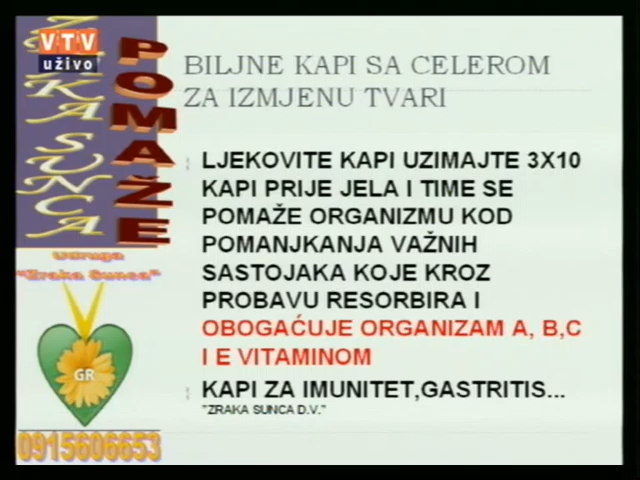 VTV
uživo
ZRAKA SUNCA
POMAŽE
Udruga
"Zraka Sunca"
GR
0915606653
BILJNE KAPI SA CELEROM
ZA IZMJENU TVARI
LJEKOVITE KAPI UZIMAJTE 3X10
KAPI PRIJE JELA I TIME SE
POMAŽE ORGANIZMU KOD
POMANJKANJA VAŽNIH
SASTOJAKA KOJE KROZ
PROBAVU RESORBIRA I
OBOGAĆUJE ORGANIZAM A, B,C
I E VITAMINOM
KAPI ZA IMUNITET,GASTRITIS...
"ZRAKA SUNCA D.V."